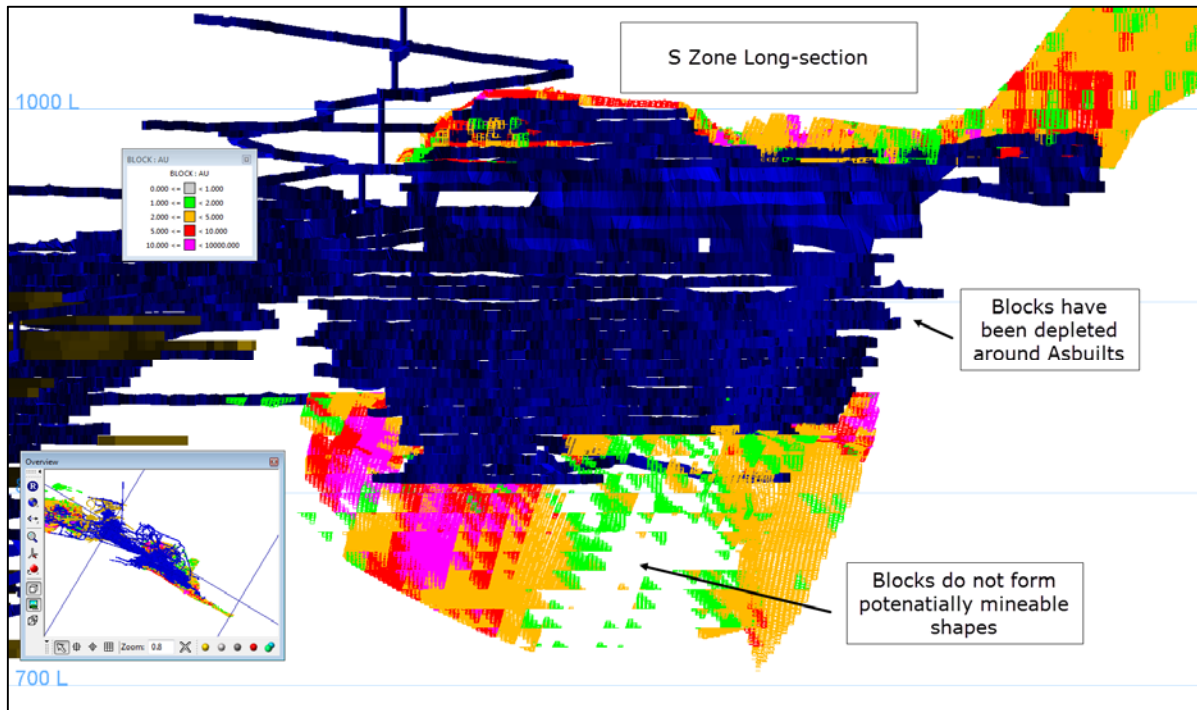 S Zone Long-section
1000 L
BLOCK : AU
BLOCK : AU
0.000 <= < 1.000
1.000 <= < 2.000
2.000 <= < 5.000
5.000 <= < 10.000
10.000 <= < 10000.000
Blocks have
been depleted
around Asbuilts
Overview
R
Zoom: 0.8
Blocks do not form
potenatially mineable
shapes
700 L